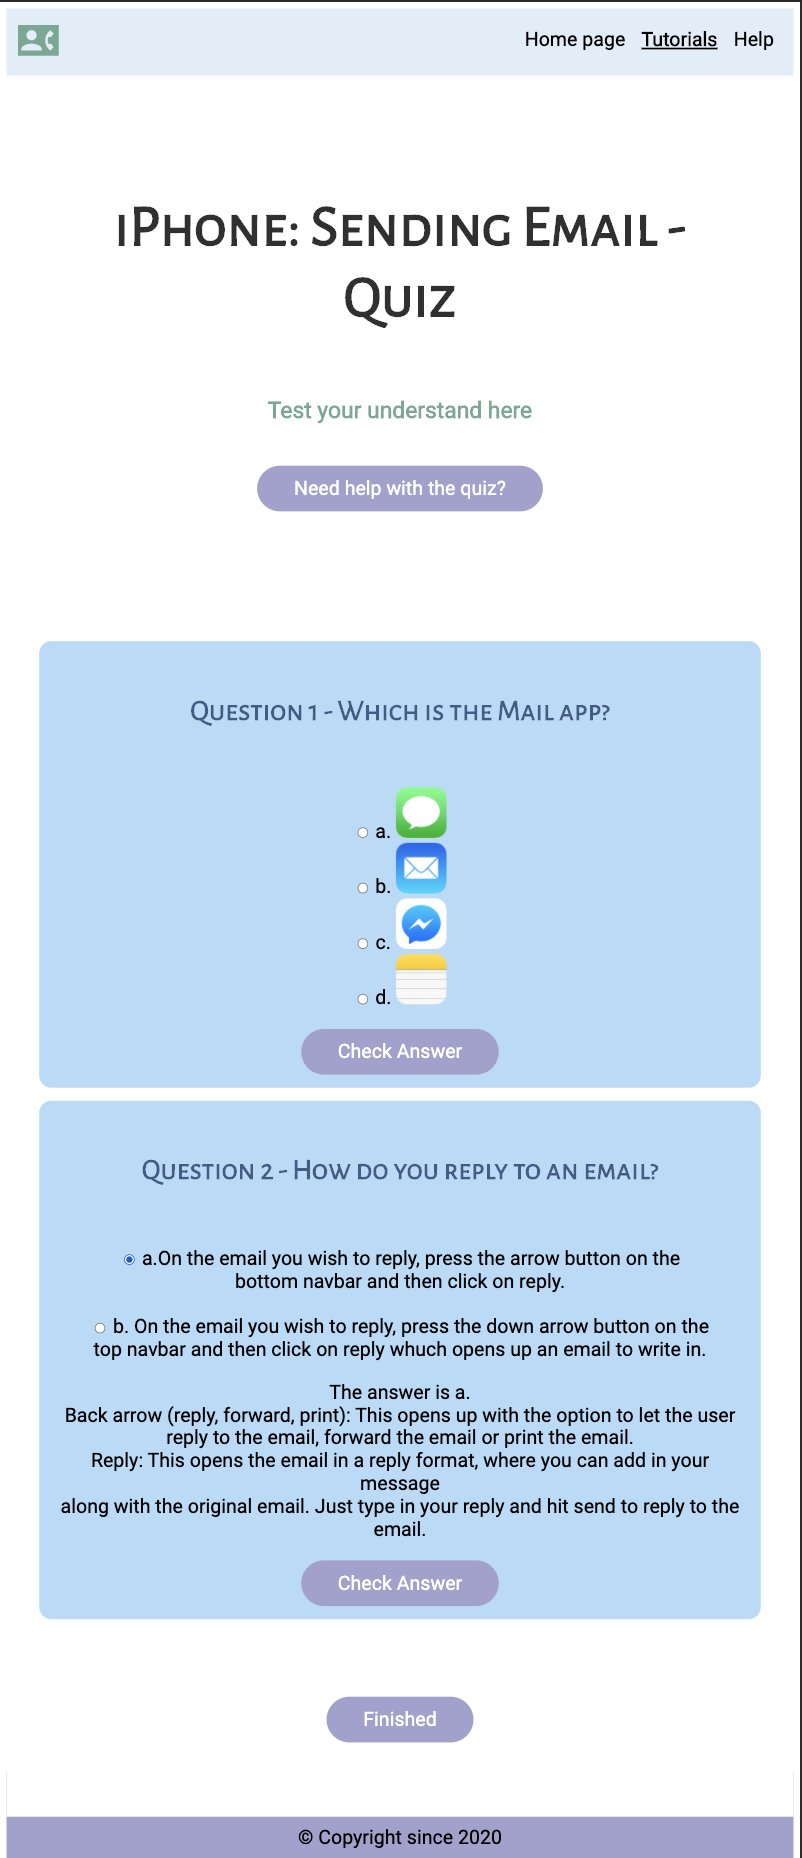 Home page Tutorials Help
iPhone: Sending Email -
Quiz
Test your understand here
Need help with the quiz?
Question 1 - Which is the Mail app?
a.
b.
c.
d.
Check Answer
Question 2 - How do you reply to an email?
a.On the email you wish to reply, press the arrow button on the
bottom navbar and then click on reply.
b. On the email you wish to reply, press the down arrow button on the
top navbar and then click on reply whuch opens up an email to write in.
The answer is a.
Back arrow (reply, forward, print): This opens up with the option to let the user
reply to the email, forward the email or print the email.
Reply: This opens the email in a reply format, where you can add in your
message
along with the original email. Just type in your reply and hit send to reply to the
email.
Check Answer
Finished
© Copyright since 2020